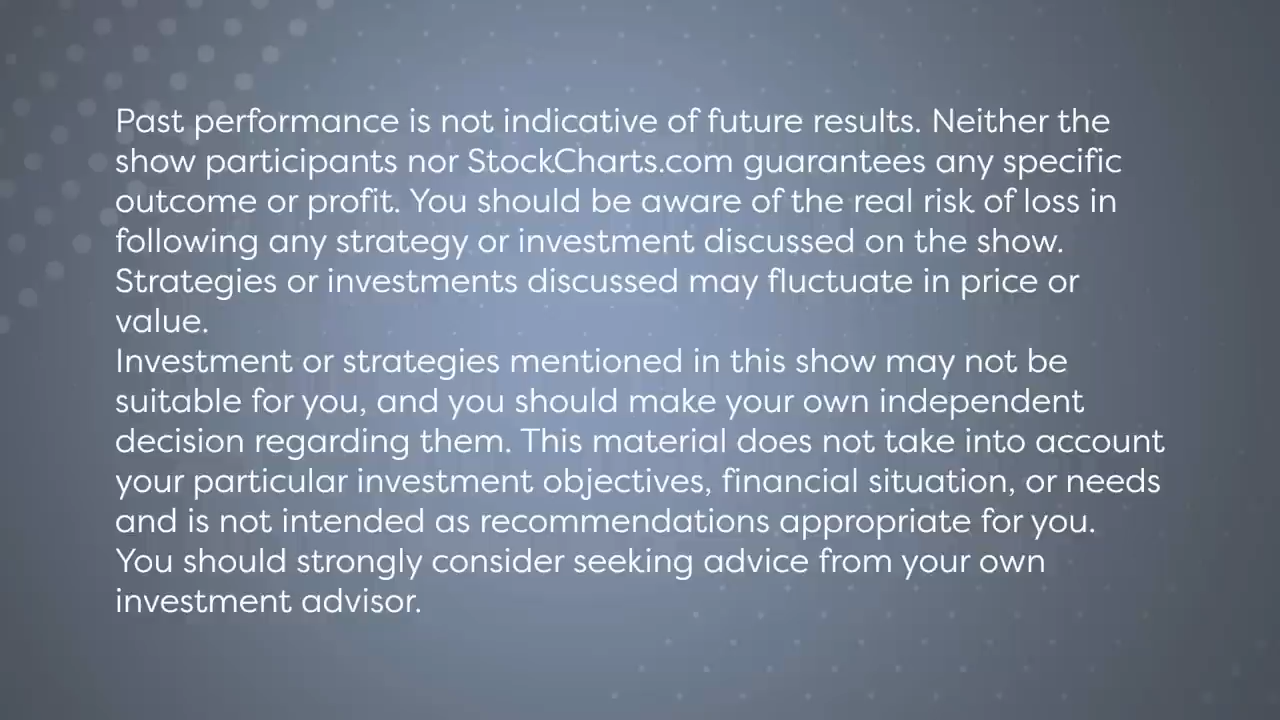 Past performance is not indicative of future results. Neither the
show participants nor StockCharts.com guarantees any specific
outcome or profit. You should be aware of the real risk of loss in
following any strategy or investment discussed on the show.
Strategies or investments discussed may fluctuate in price or
value.
Investment or strategies mentioned in this show may not be
suitable for you, and you should make your own independent
decision regarding them. This material does not take into account
your particular investment objectives, financial situation, or needs
and is not intended as recommendations appropriate for you.
You should strongly consider seeking advice from your own
investment advisor.